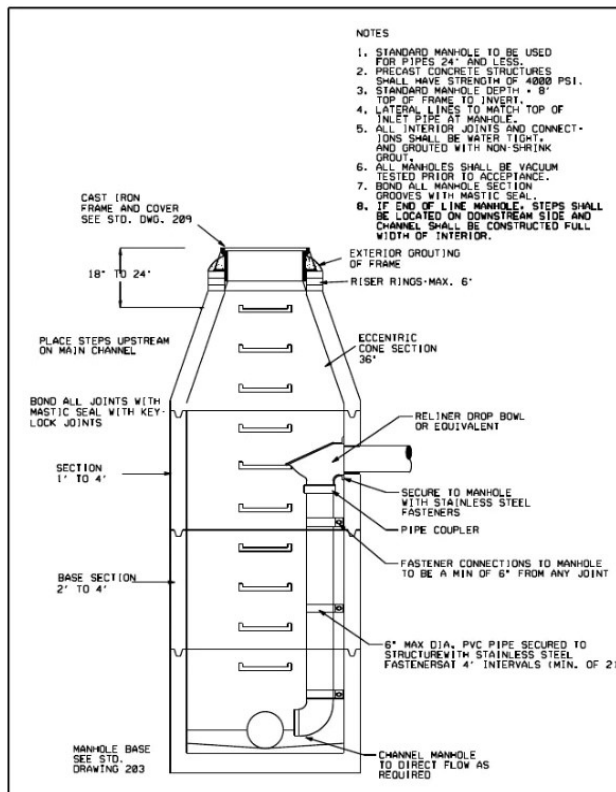 NOTES
1. STANDARD MANHOLE TO BE USED
FOR PIPES 24" AND LESS.
2. PRECAST CONCRETE STRUCTURES
SHALL HAVE STRENGTH OF 4000 PSI.
3. STANDARD MANHOLE DEPTH = 8'
TOP OF FRAME TO INVERT.
4. LATERAL LINES TO MATCH TOP OF
INLET PIPE AT MANHOLE.
5. ALL INTERIOR JOINTS AND CONNECT-
IONS SHALL BE WATER TIGHT,
AND GROUTED WITH NON-SHRINK
GROUT.
6. ALL MANHOLES SHALL BE VACUUM
TESTED PRIOR TO ACCEPTANCE.
7. BOND ALL MANHOLE SECTION
GROOVES WITH MASTIC SEAL.
8. IF END OF LINE MANHOLE, STEPS SHALL
BE LOCATED ON DOWNSTREAM SIDE AND
CHANNEL SHALL BE CONSTRUCTED FULL
WIDTH OF INTERIOR.
CAST IRON
FRAME AND COVER
SEE STD. DWG. 209
EXTERIOR GROUTING
OF FRAME
18" TO 24"
RISER RINGS-MAX. 6"
PLACE STEPS UPSTREAM
ON MAIN CHANNEL
ECCENTRIC
CONE SECTION
36"
BOND ALL JOINTS WITH
MASTIC SEAL WITH KEY-
LOCK JOINTS
RELINER DROP BOWL
OR EQUIVALENT
SECTION
1' TO 4'
SECURE TO MANHOLE
WITH STAINLESS STEEL
FASTENERS
PIPE COUPLER
FASTENER CONNECTIONS TO MANHOLE
TO BE A MIN OF 6" FROM ANY JOINT
BASE SECTION
2' TO 4'
6" MAX DIA. PVC PIPE SECURED TO
STRUCTUREWITH STAINLESS STEEL
FASTENERSAT 4' INTERVALS (MIN. OF 2)
MANHOLE BASE
SEE STD.
DRAWING 203
CHANNEL MANHOLE
TO DIRECT FLOW AS
REQUIRED